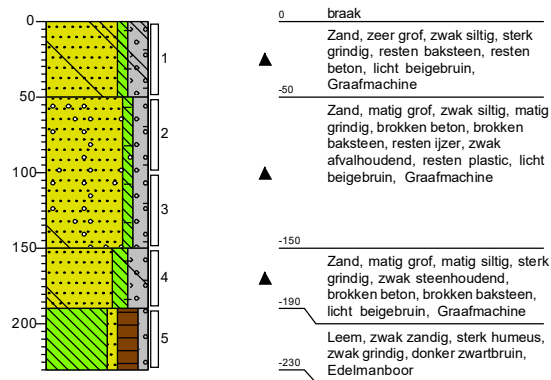 0
50
100
150
200
1
2
3
4
5
0
braak
Zand, zeer grof, zwak siltig, sterk
grindig, resten baksteen, resten
beton, licht beigebruin,
Graafmachine
-50
Zand, matig grof, zwak siltig, matig
grindig, brokken beton, brokken
baksteen, resten ijzer, zwak
afvalhoudend, resten plastic, licht
beigebruin, Graafmachine
-150
Zand, matig grof, matig siltig, sterk
grindig, zwak steenhoudend,
brokken beton, brokken baksteen,
licht beigebruin, Graafmachine
-190
Leem, zwak zandig, sterk humeus,
zwak grindig, donker zwartbruin,
Edelmanboor
-230